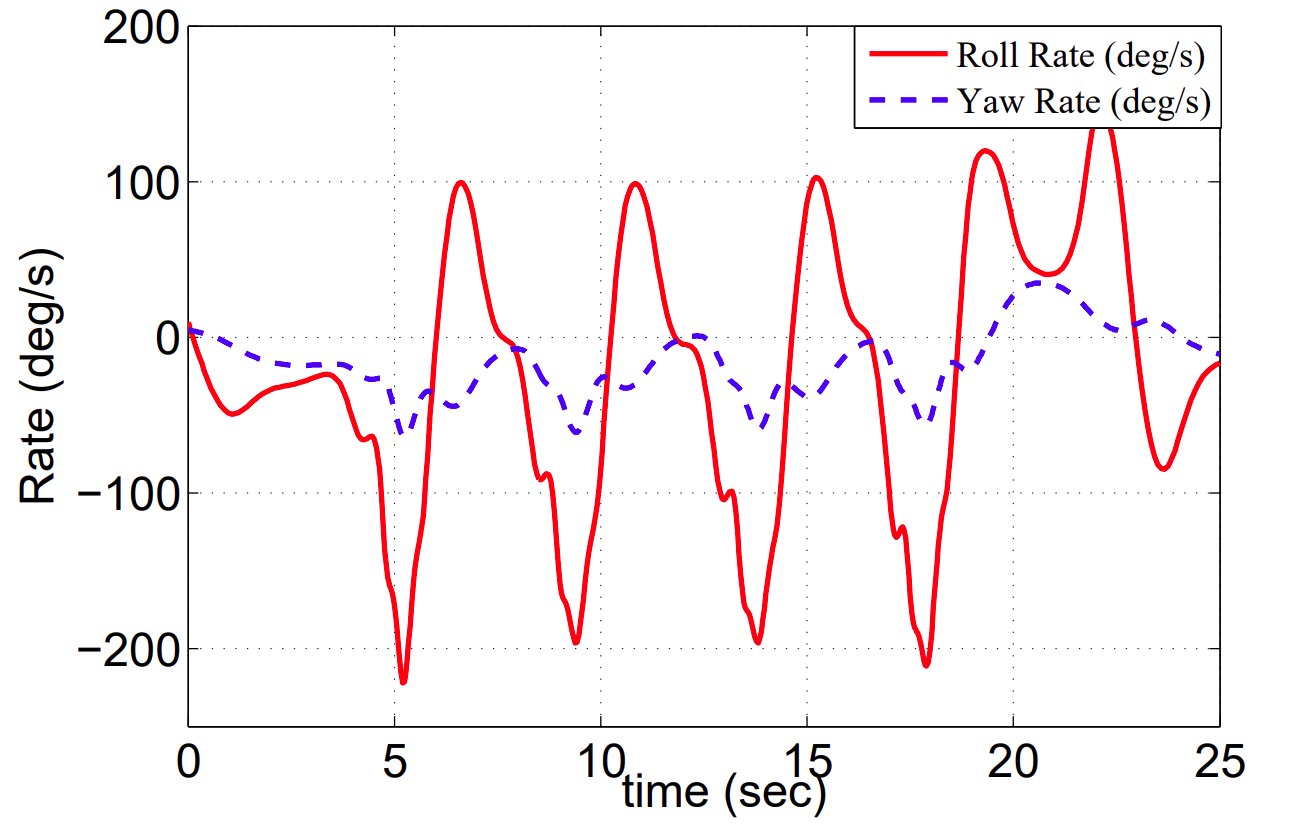 200
100
0
−100
−200
Rate (deg/s)
Roll Rate (deg/s)
Yaw Rate (deg/s)
0 5 10 15 20 25
time (sec)